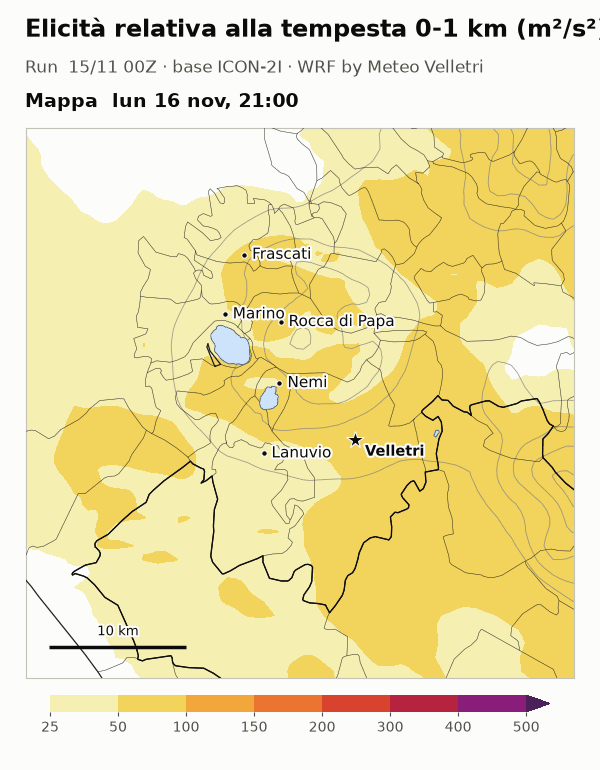 Elicità relativa alla tempesta 0-1 km (m²/s²)
Run  15/11 00Z · base ICON-2I · WRF by Meteo Velletri
Mappa  lun 16 nov, 21:00
Frascati
Marino
Rocca di Papa
Nemi
Velletri
Lanuvio
10 km
25 50 100 150 200 300 400 500